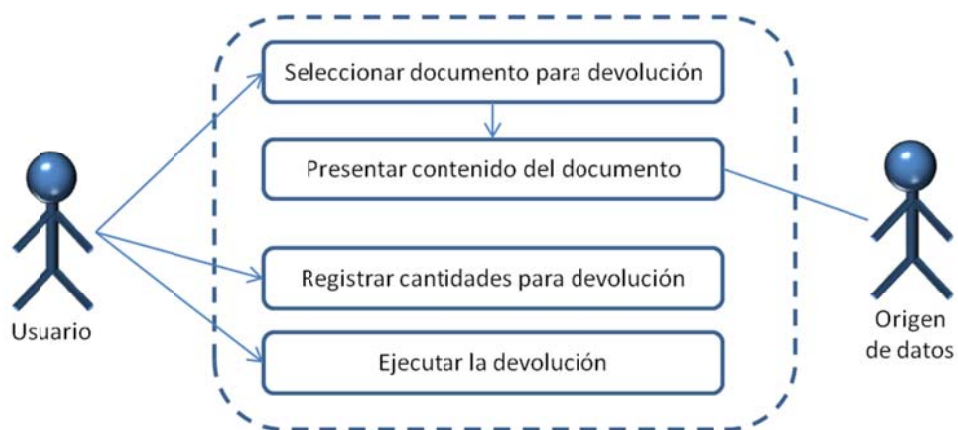 Seleccionar documento para devolución
Presentar contenido del documento
Registrar cantidades para devolución
Ejecutar la devolución
Usuario
Origen
de datos